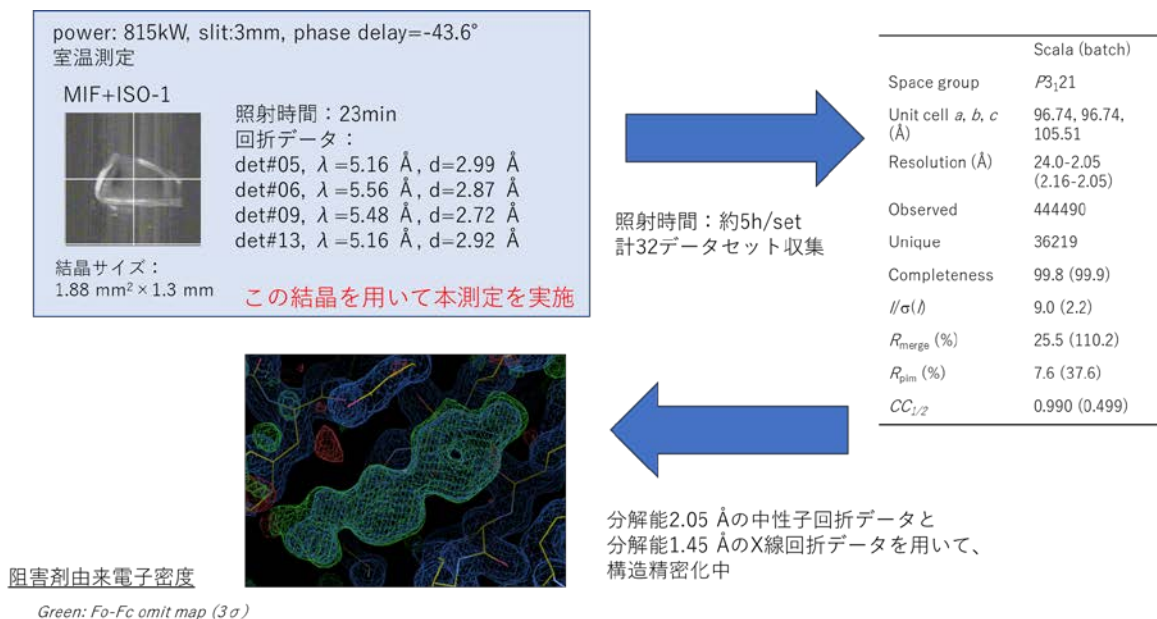 power: 815kW, slit:3mm, phase delay=-43.6°
室温測定
MIF+ISO-1
照射時間：23min
回折データ：
det#05, λ=5.16 Å, d=2.99 Å
det#06, λ=5.56 Å, d=2.87 Å
det#09, λ=5.48 Å, d=2.72 Å
det#13, λ=5.16 Å, d=2.92 Å
結晶サイズ：
1.88 mm² × 1.3 mm
この結晶を用いて本測定を実施
照射時間：約5h/set
計32データセット収集
Scala (batch)
Space group P3₁21
Unit cell a, b, c (Å) 96.74, 96.74, 105.51
Resolution (Å) 24.0-2.05 (2.16-2.05)
Observed 444490
Unique 36219
Completeness 99.8 (99.9)
I/σ(I) 9.0 (2.2)
Rmerge (%) 25.5 (110.2)
Rpim (%) 7.6 (37.6)
CC1/2 0.990 (0.499)
分解能2.05 Åの中性子回折データと
分解能1.45 ÅのX線回折データを用いて、
構造精密化中
阻害剤由来電子密度
Green: Fo-Fc omit map (3σ)